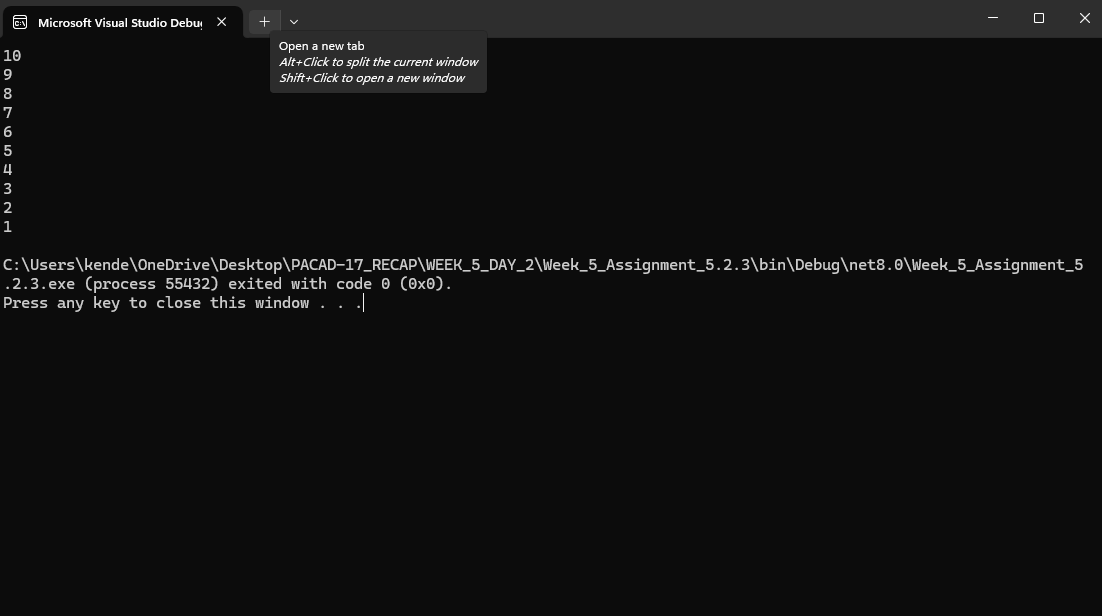 Microsoft Visual Studio Debu
Open a new tab
Alt+Click to split the current window
Shift+Click to open a new window
10
9
8
7
6
5
4
3
2
1
C:\Users\kende\OneDrive\Desktop\PACAD-17_RECAP\WEEK_5_DAY_2\Week_5_Assignment_5.2.3\bin\Debug\net8.0\Week_5_Assignment_5
.2.3.exe (process 55432) exited with code 0 (0x0).
Press any key to close this window . . .